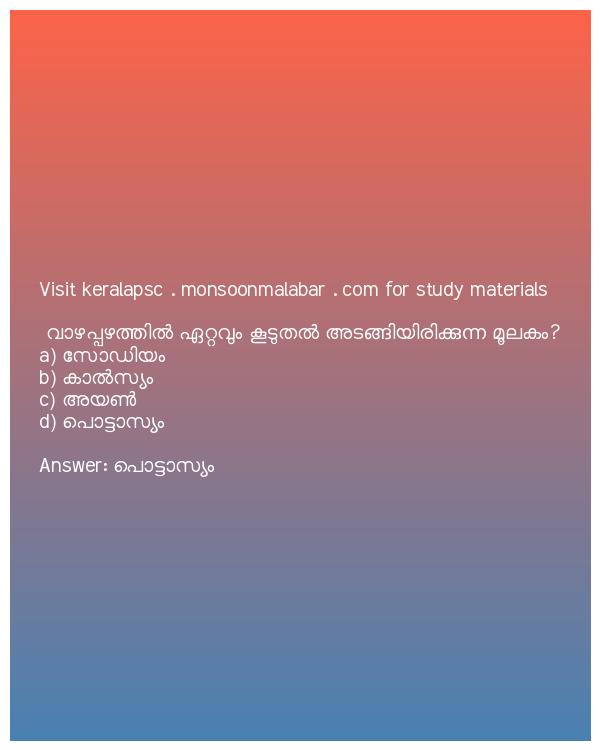 Visit keralapsc . monsoonmalabar . com for study materials
വാഴപ്പഴത്തിൽ ഏറ്റവും കൂടുതൽ അടങ്ങിയിരിക്കുന്ന മൂലകം?
a) സോഡിയം
b) കാൽസ്യം
c) അയൺ
d) പൊട്ടാസ്യം
Answer: പൊട്ടാസ്യം